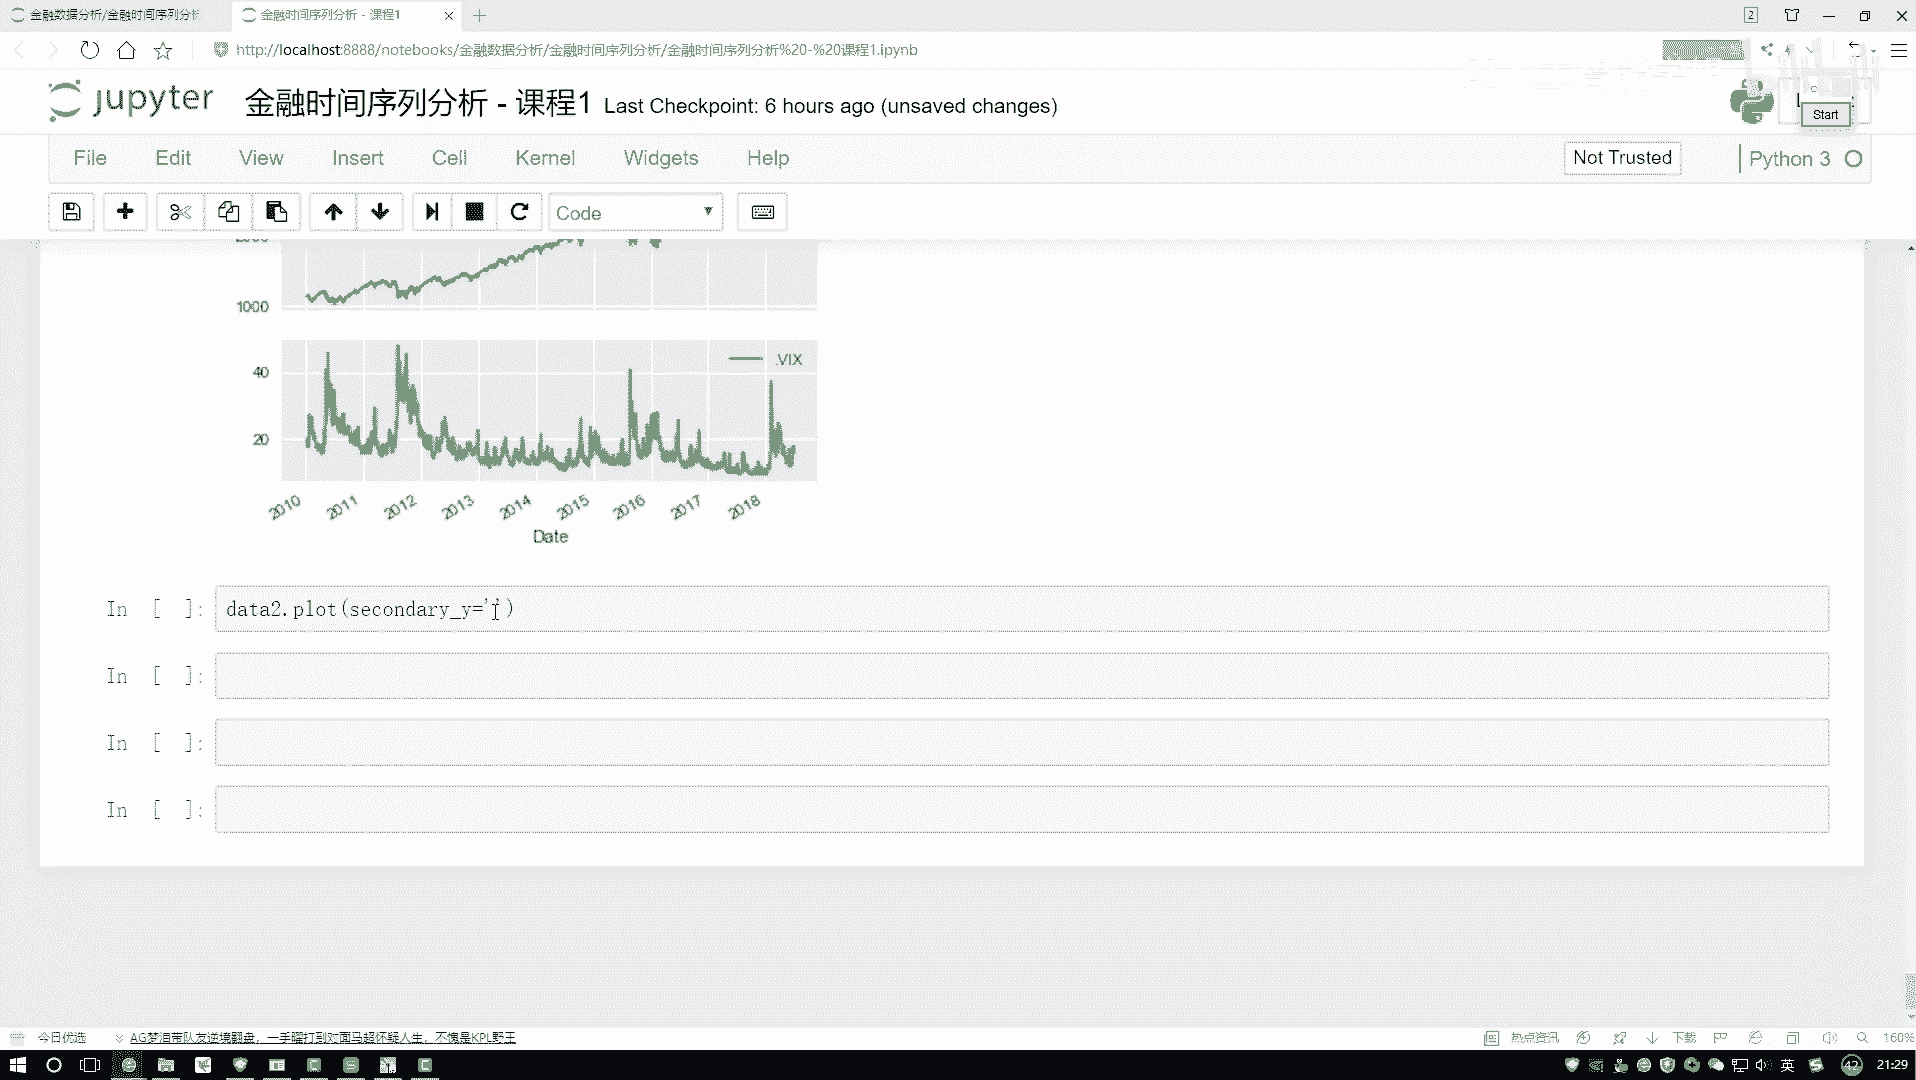 金融数据分析/金融时间序列分析
金融时间序列分析 - 课程1
2
http://localhost:8888/notebooks/金融数据分析/金融时间序列分析/金融时间序列分析%20-%20课程1.ipynb
jupyter 金融时间序列分析 - 课程1 Last Checkpoint: 6 hours ago (unsaved changes)
Start
File Edit View Insert Cell Kernel Widgets Help
Not Trusted
Python 3
Code
1000
.VIX
40
20
2010 2011 2012 2013 2014 2015 2016 2017 2018
Date
In [ ]: data2.plot(secondary_y='')
In [ ]:
In [ ]:
In [ ]:
今日优选
AG梦泪带队友逆境翻盘，一手曜打到对面马超怀疑人生，不愧是KPL野王
热点资讯
下载
160%
英
42
21:29